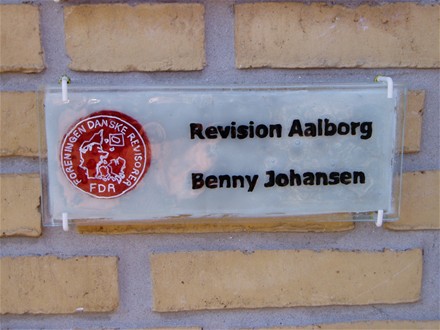 FORENINGEN DANSKE REVISORER
FDR
Revision Aalborg
Benny Johansen